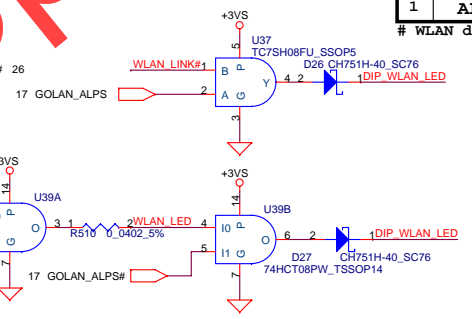 +3VS
1
# WLAN d
U37
TC7SH08FU_SSOP5
5
# 26
WLAN_LINK# 1
B P
D26 CH751H-40_SC76
Y 4 2 1 DIP_WLAN_LED
17 GOLAN_ALPS
2
A G
3
+3VS
+3VS
14
U39A
14
U39B
P
P
O 3 1 2 WLAN_LED 4 I0
R510 0_0402_5%
O 6 2 1 DIP_WLAN_LED
G
5 I1 G
D27 CH751H-40_SC76
7
17 GOLAN_ALPS#
7
74HCT08PW_TSSOP14